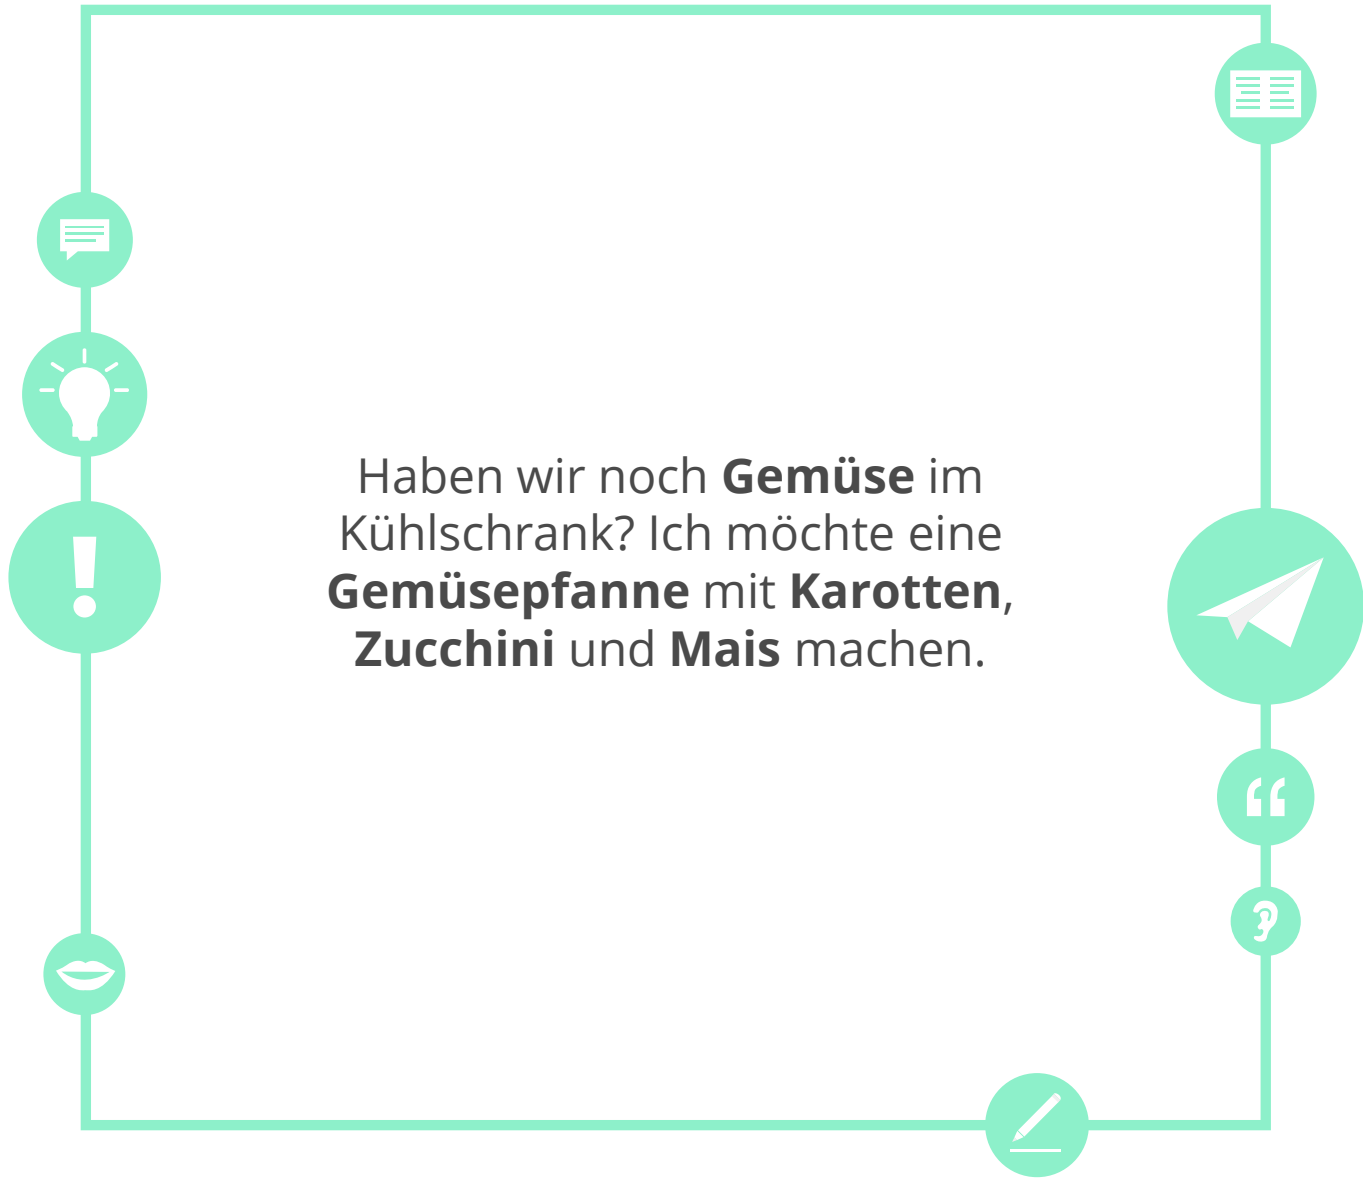 Haben wir noch Gemüse im
Kühlschrank? Ich möchte eine
Gemüsepfanne mit Karotten,
Zucchini und Mais machen.